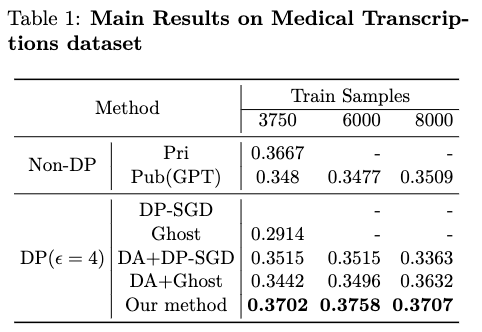 Table 1: Main Results on Medical Transcrip-
tions dataset
Method Train Samples
3750 6000 8000
Non-DP Pri 0.3667 - -
Pub(GPT) 0.348 0.3477 0.3509
DP(ϵ = 4) DP-SGD - -
Ghost 0.2914 - -
DA+DP-SGD 0.3515 0.3515 0.3363
DA+Ghost 0.3442 0.3496 0.3632
Our method 0.3702 0.3758 0.3707